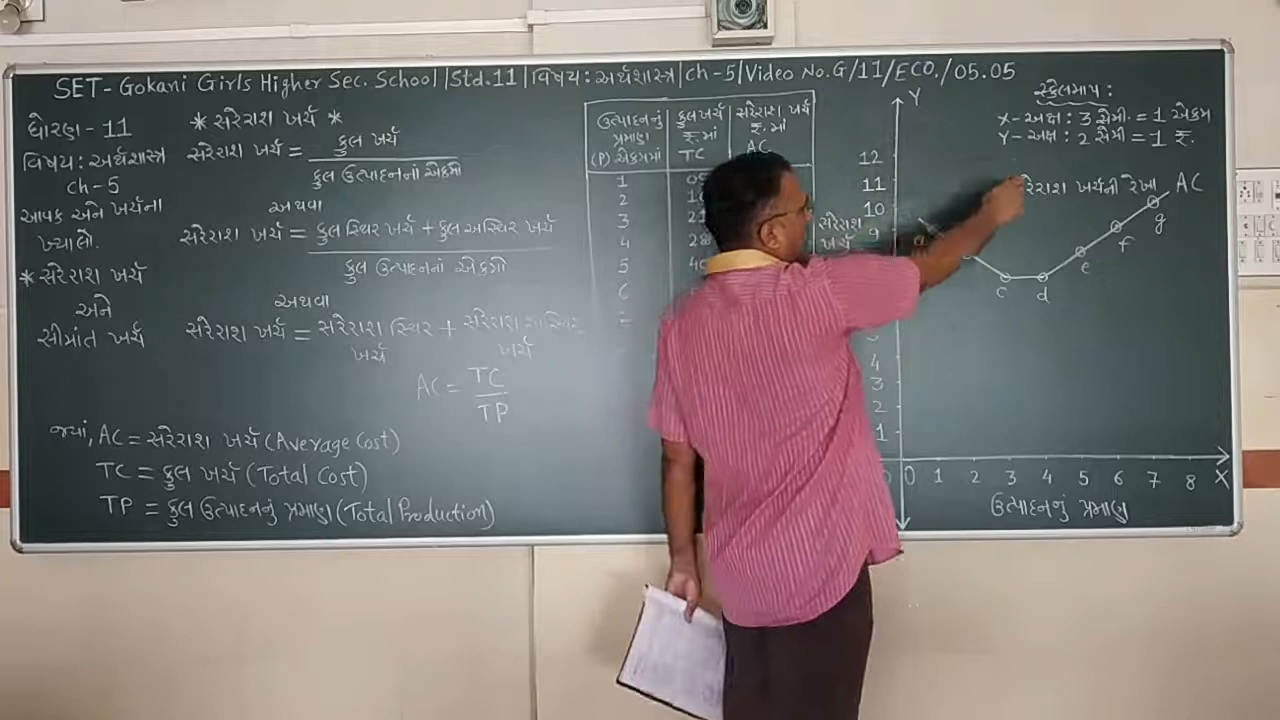 SET- Gokani Girls Higher Sec. School | Std.11 | વિષય: અર્થશાસ્ત્ર | ch-5 | Video No. G/11/ECO./05.05
ધોરણ - 11
વિષય: અર્થશાસ્ત્ર
ch-5
આવક અને ખર્ચના
ખ્યાલો.
* સરેરાશ ખર્ચ
અને
સીમાંત ખર્ચ
* સરેરાશ ખર્ચ *
સરેરાશ ખર્ચ = કુલ ખર્ચ
કુલ ઉત્પાદનનાં એકમો
અથવા
સરેરાશ ખર્ચ = કુલ સ્થિર ખર્ચ + કુલ અસ્થિર ખર્ચ
કુલ ઉત્પાદનનાં એકમો
અથવા
સરેરાશ ખર્ચ = સરેરાશ સ્થિર + સરેરાશ અસ્થિર
ખર્ચ ખર્ચ
AC = TC
TP
જ્યાં, AC = સરેરાશ ખર્ચ (Average Cost)
TC = કુલ ખર્ચ (Total Cost)
TP = કુલ ઉત્પાદનનું પ્રમાણ (Total Production)
ઉત્પાદનનું કુલ ખર્ચ સરેરાશ ખર્ચ
પ્રમાણ રૂ.માં રૂ.માં
(P) એકમમાં TC AC
1
2
3
4
5
6
સ્કેલમાપ:
X- અક્ષ : 3 સેમી. = 1 એકમ
Y- અક્ષ : 2 સેમી = 1 રૂ.
Y
12
11
10
9
સરેરાશ
ખર્ચ
4
3
2
1
ખર્ચની રેખા AC
a
c d e f g
0 1 2 3 4 5 6 7 8 X
ઉત્પાદનનું પ્રમાણ